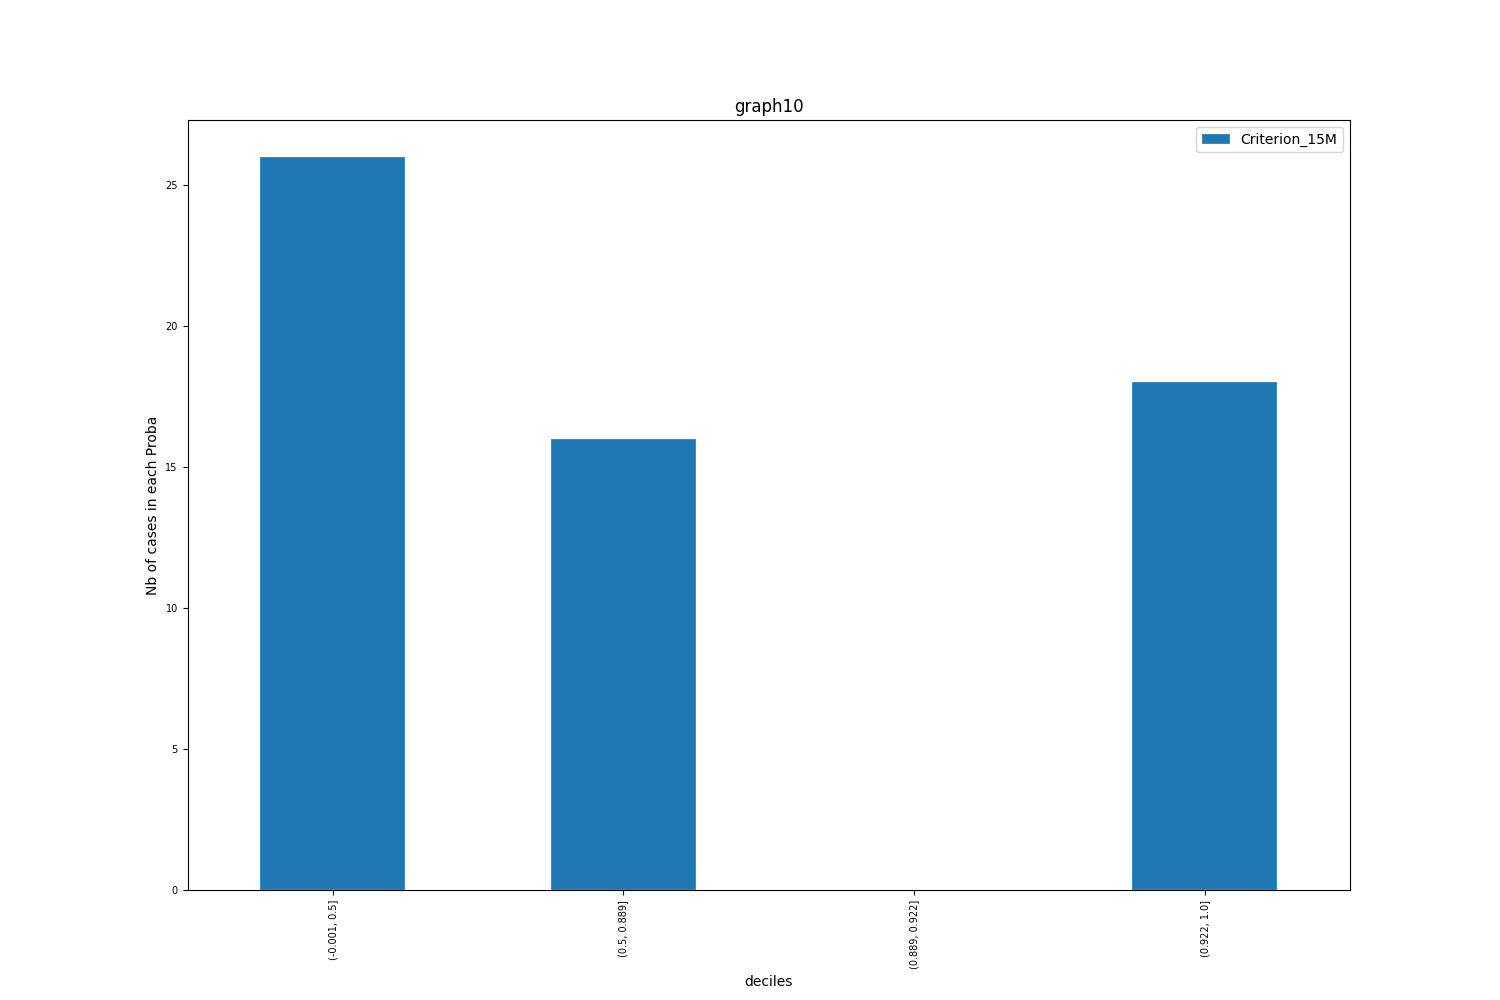 graph10
Criterion_15M
Nb of cases in each Proba
25
20
15
10
5
0
(-0.001, 0.5]
(0.5, 0.889]
(0.889, 0.922]
(0.922, 1.0]
deciles